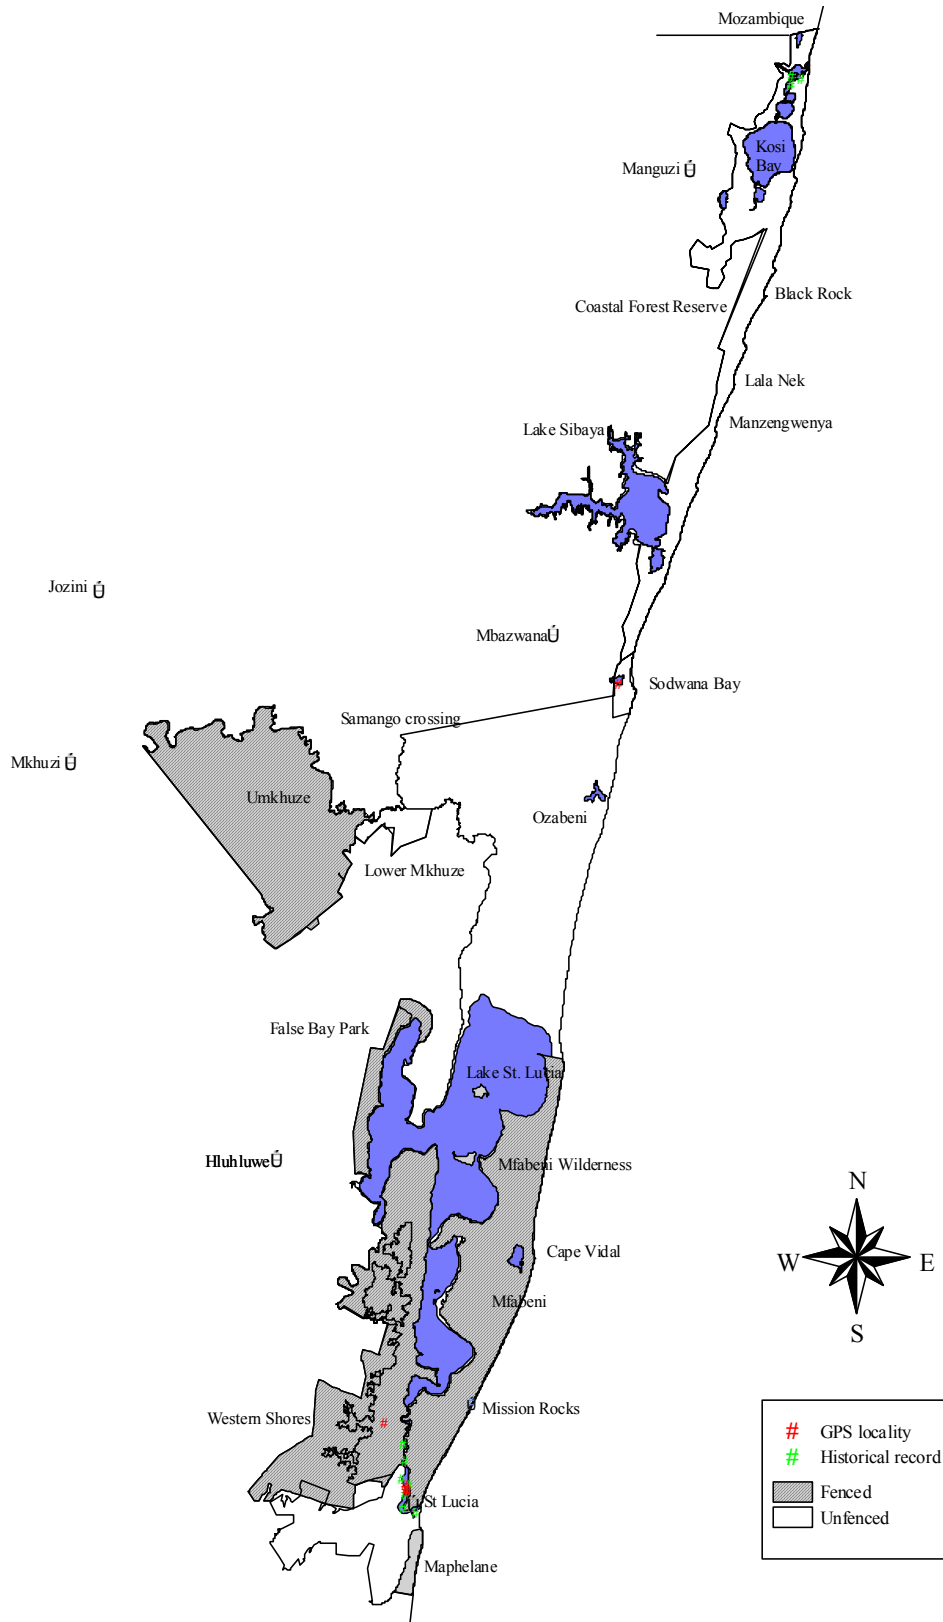 Mozambique
Kosi
Bay
Manguzi
Black Rock
Coastal Forest Reserve
Lala Nek
Manzengwenya
Lake Sibaya
Jozini
Mbazwana
Sodwana Bay
Samango crossing
Mkhuzi
Umkhuze
Ozabeni
Lower Mkhuze
False Bay Park
Lake St. Lucia
Hluhluwe
Mfabeni Wilderness
N
Cape Vidal
W
E
Mfabeni
S
Mission Rocks
Western Shores
# GPS locality
# Historical record
Fenced
St Lucia
Unfenced
Maphelane